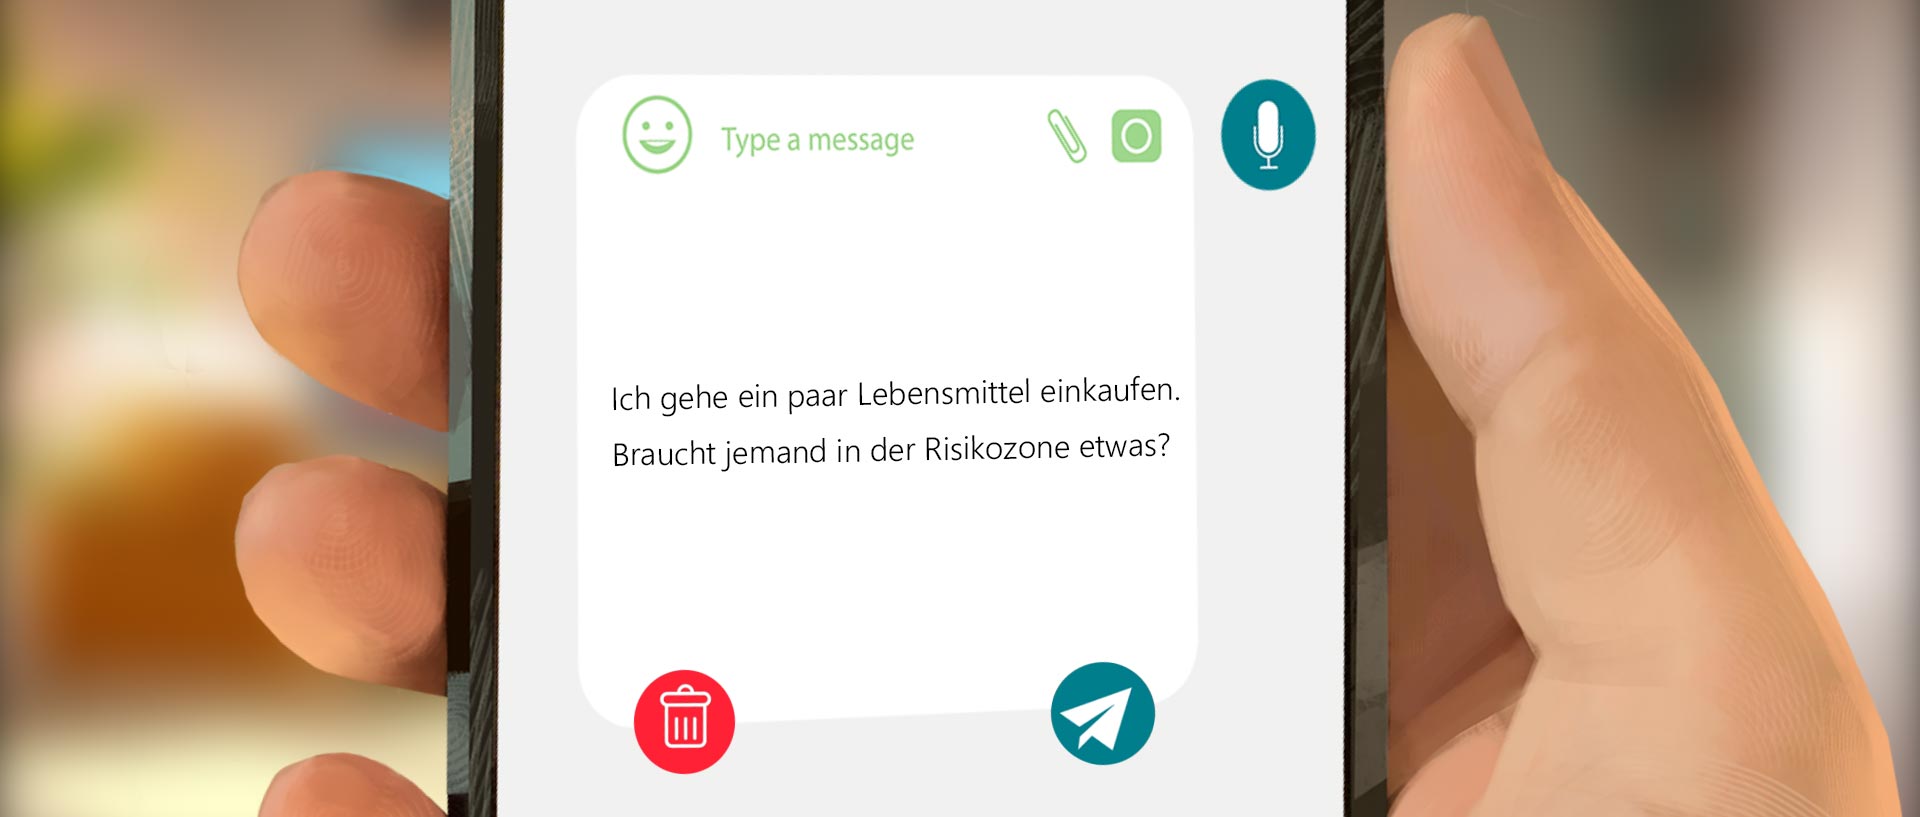 Type a message
Ich gehe ein paar Lebensmittel einkaufen.
Braucht jemand in der Risikozone etwas?